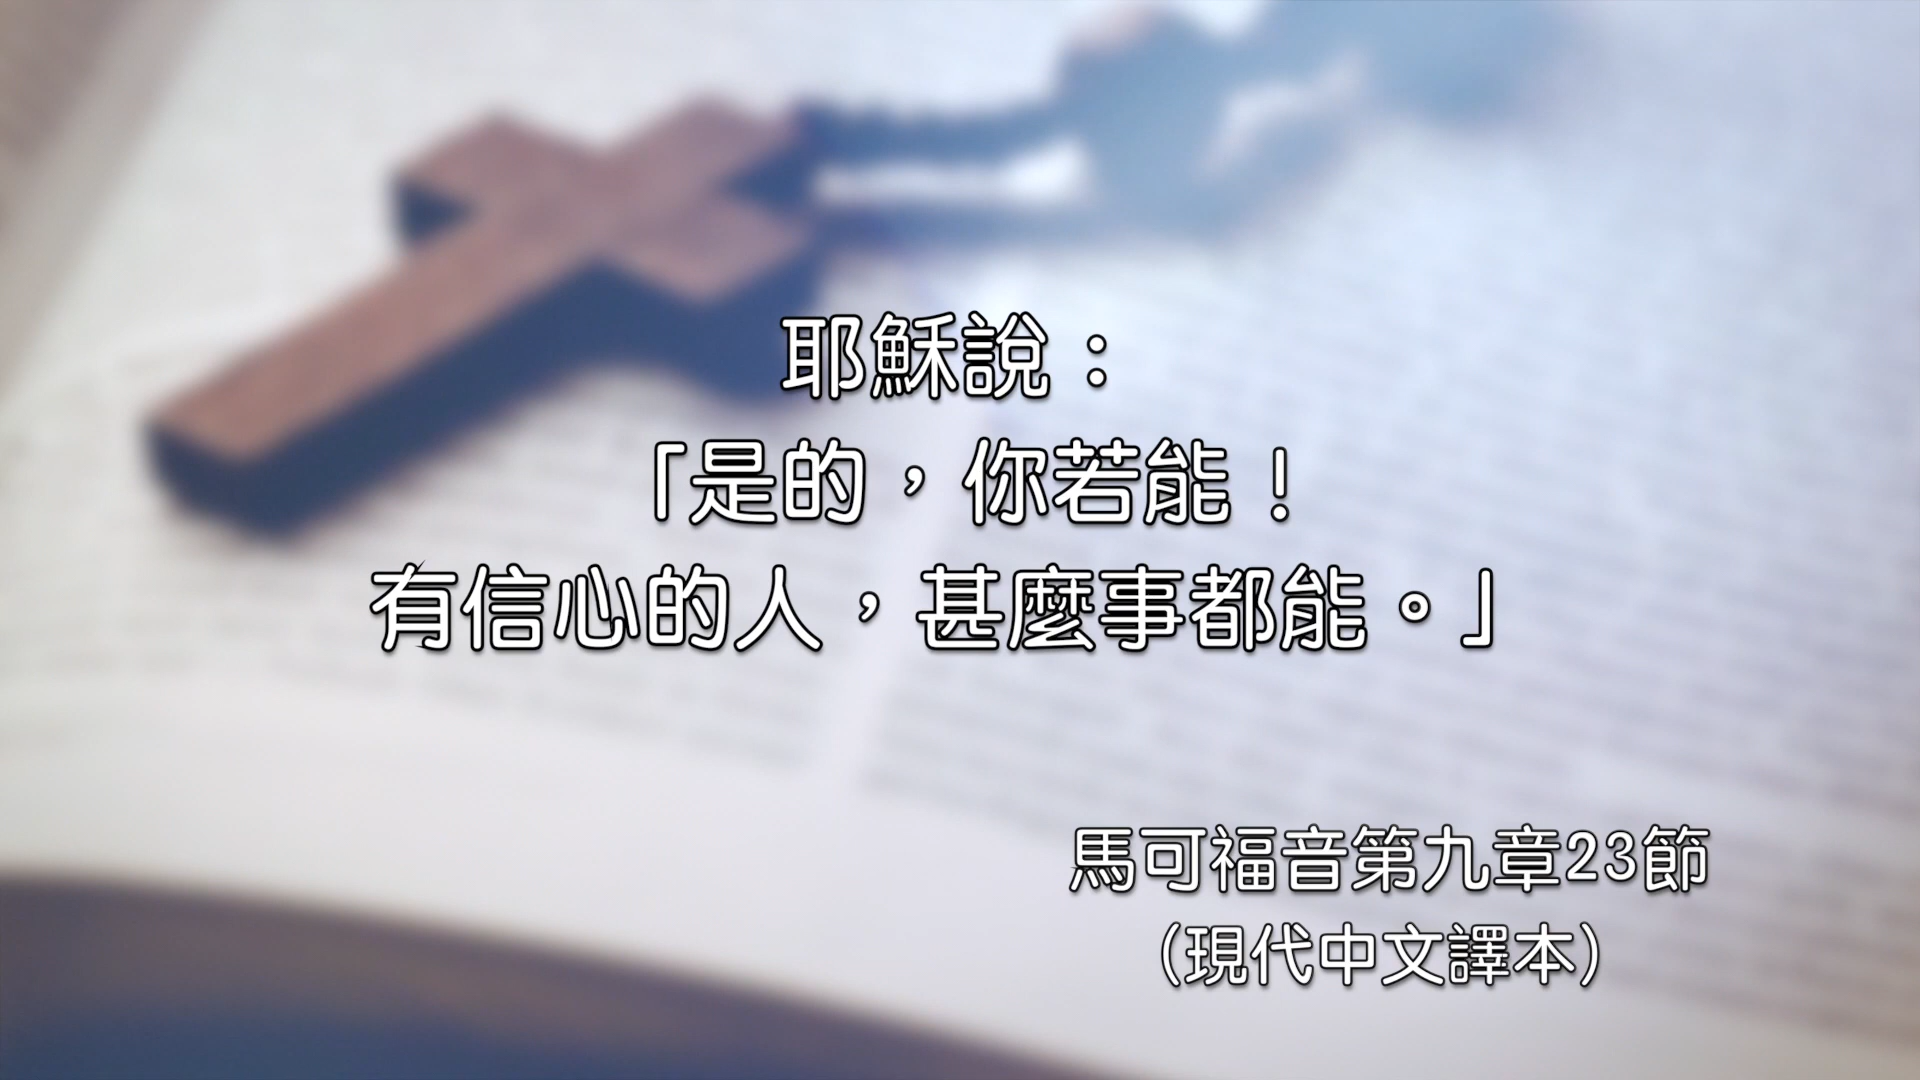 耶穌說：
「是的，你若能！
有信心的人，甚麼事都能。」
馬可福音第九章23節
（現代中文譯本）